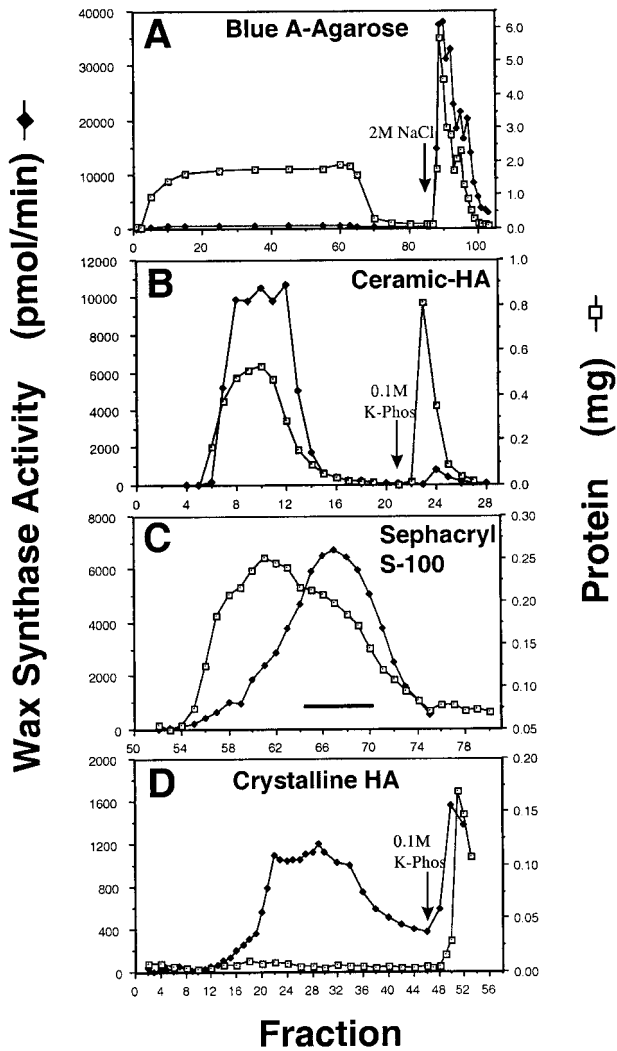 Wax Synthase Activity (pmol/min)
Protein (mg)
Fraction
A
Blue A-Agarose
2M NaCl
40000
30000
20000
10000
0
6.0
5.0
4.0
3.0
2.0
1.0
0.0
0 20 40 60 80 100
B
Ceramic-HA
0.1M
K-Phos
12000
10000
8000
6000
4000
2000
0
1.0
0.8
0.6
0.4
0.2
0.0
0 4 8 12 16 20 24 28
C
Sephacryl
S-100
8000
6000
4000
2000
0
0.30
0.25
0.20
0.15
0.10
0.05
50 54 58 62 66 70 74 78
D
Crystalline HA
0.1M
K-Phos
2000
1600
1200
800
400
0
0.20
0.15
0.10
0.05
0.00
0 4 8 12 16 20 24 28 32 36 40 44 48 52 56